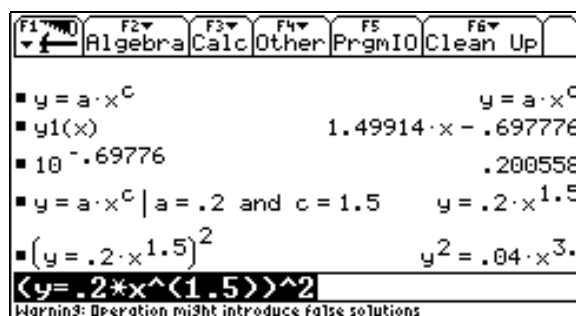 F1 F2 Algebra F3 Calc F4 Other F5 PrgmIO F6 Clean Up
▪ y = a·x^c y = a·x^c
▪ y1(x) 1.49914·x − .697776
▪ 10^-.69776 .200558
▪ y = a·x^c | a = .2 and c = 1.5 y = .2·x^1.5
▪ (y = .2·x^1.5)^2 y^2 = .04·x^3.
(y=.2*x^(1.5))^2
Warning: Operation might introduce false solutions